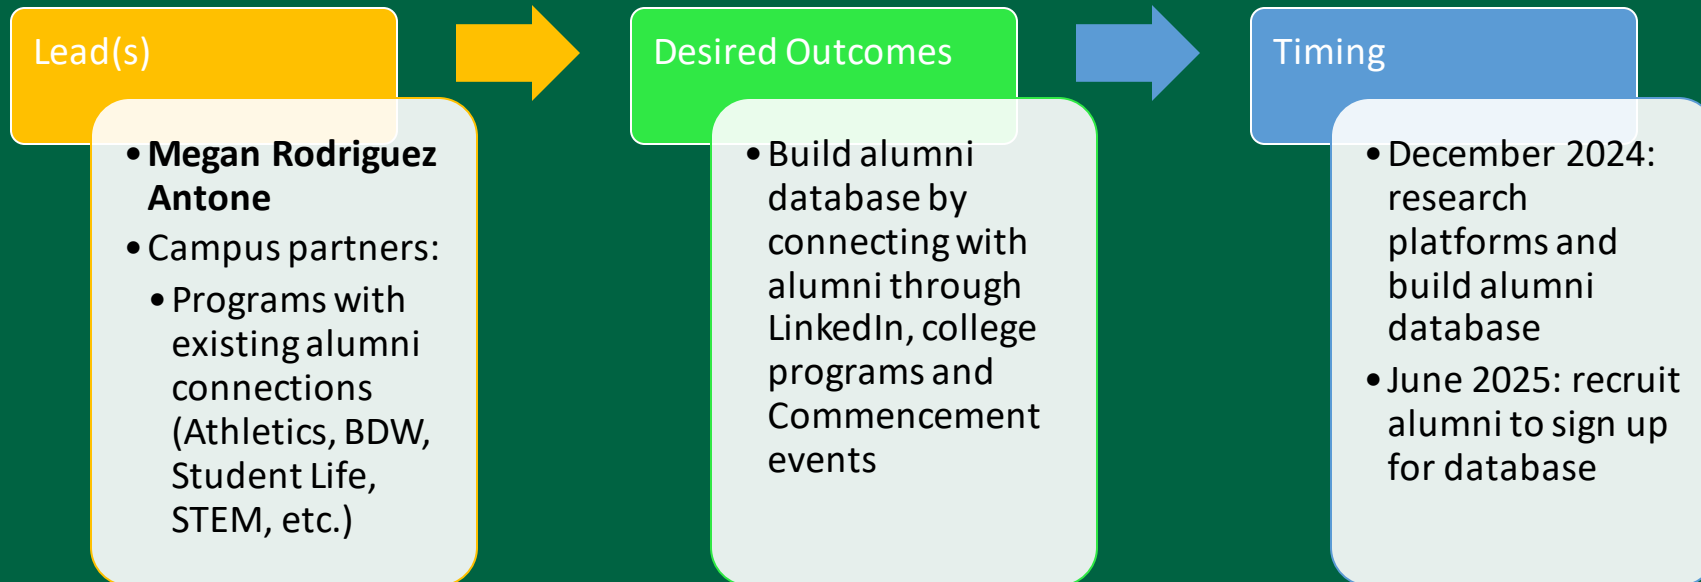 Lead(s)
• Megan Rodriguez
Antone
• Campus partners:
• Programs with
existing alumni
connections
(Athletics, BDW,
Student Life,
STEM, etc.)
Desired Outcomes
• Build alumni
database by
connecting with
alumni through
LinkedIn, college
programs and
Commencement
events
Timing
• December 2024:
research
platforms and
build alumni
database
• June 2025: recruit
alumni to sign up
for database